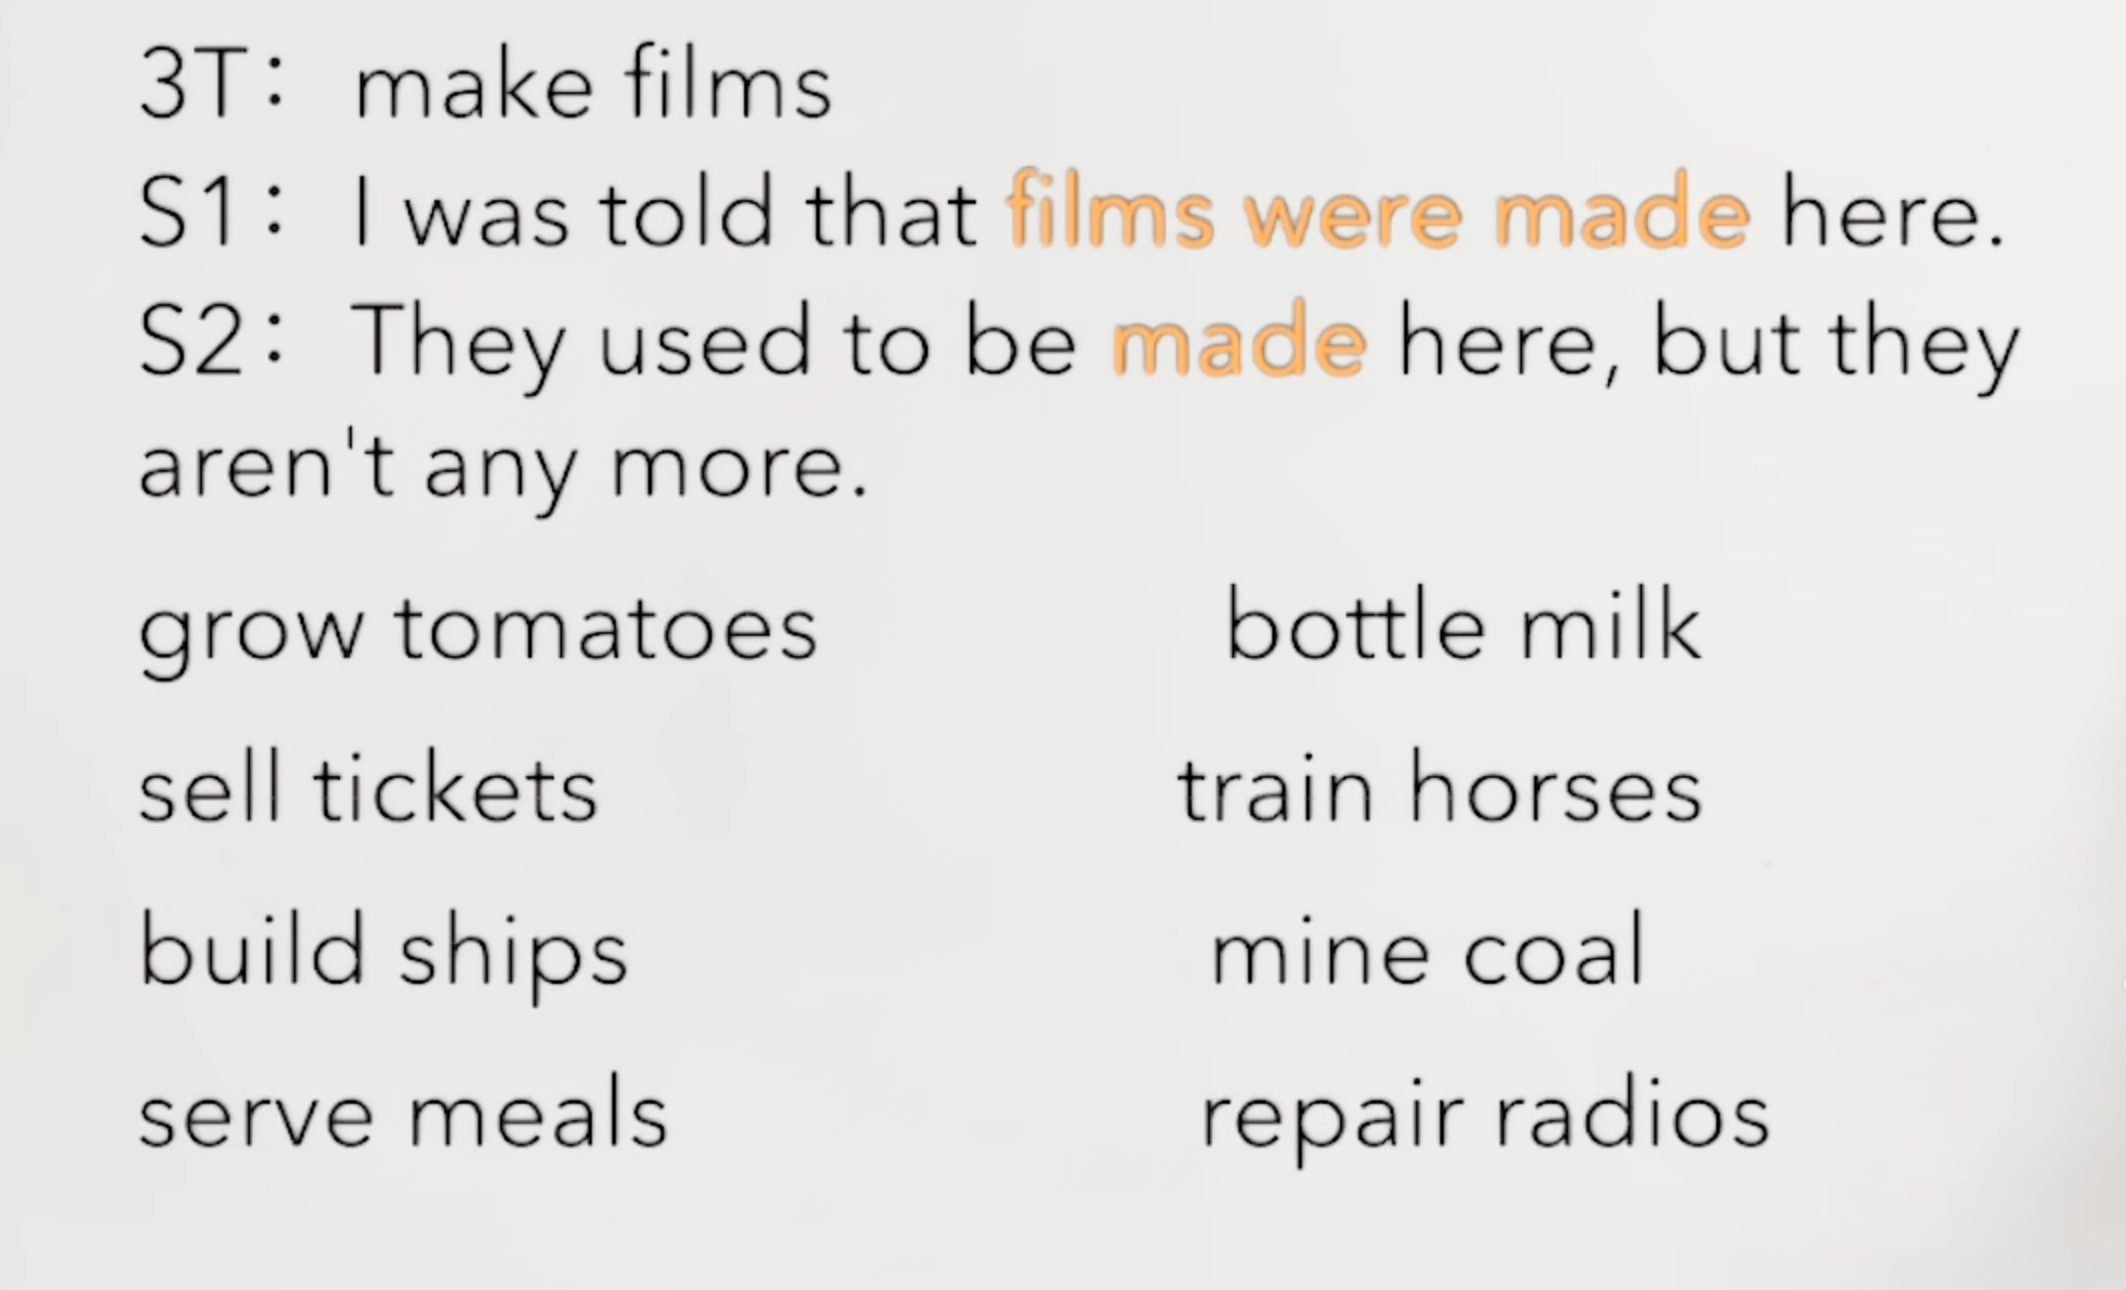 3T: make films
S1: I was told that films were made here.
S2: They used to be made here, but they
aren't any more.
grow tomatoes bottle milk
sell tickets train horses
build ships mine coal
serve meals repair radios